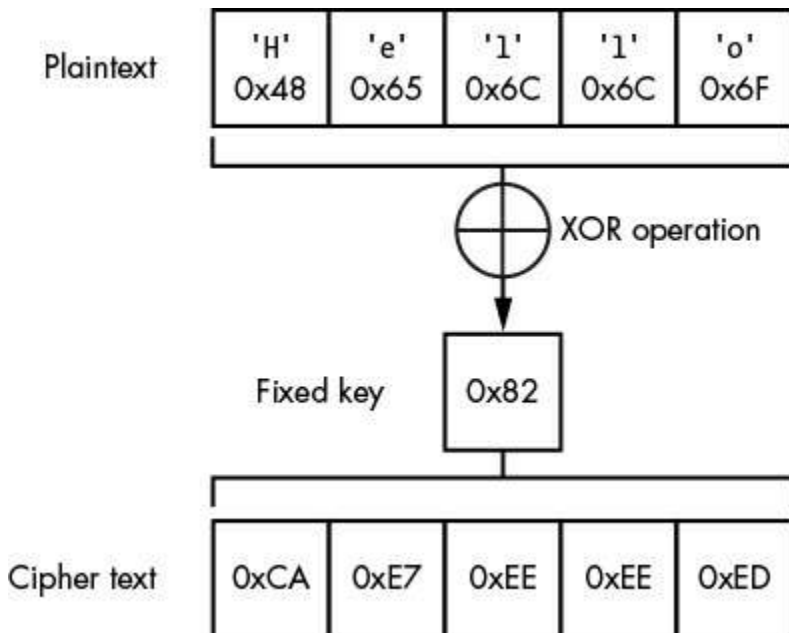 Plaintext
'H' 'e' 'l' 'l' 'o'
0x48 0x65 0x6C 0x6C 0x6F
XOR operation
Fixed key 0x82
Cipher text 0xCA 0xE7 0xEE 0xEE 0xED